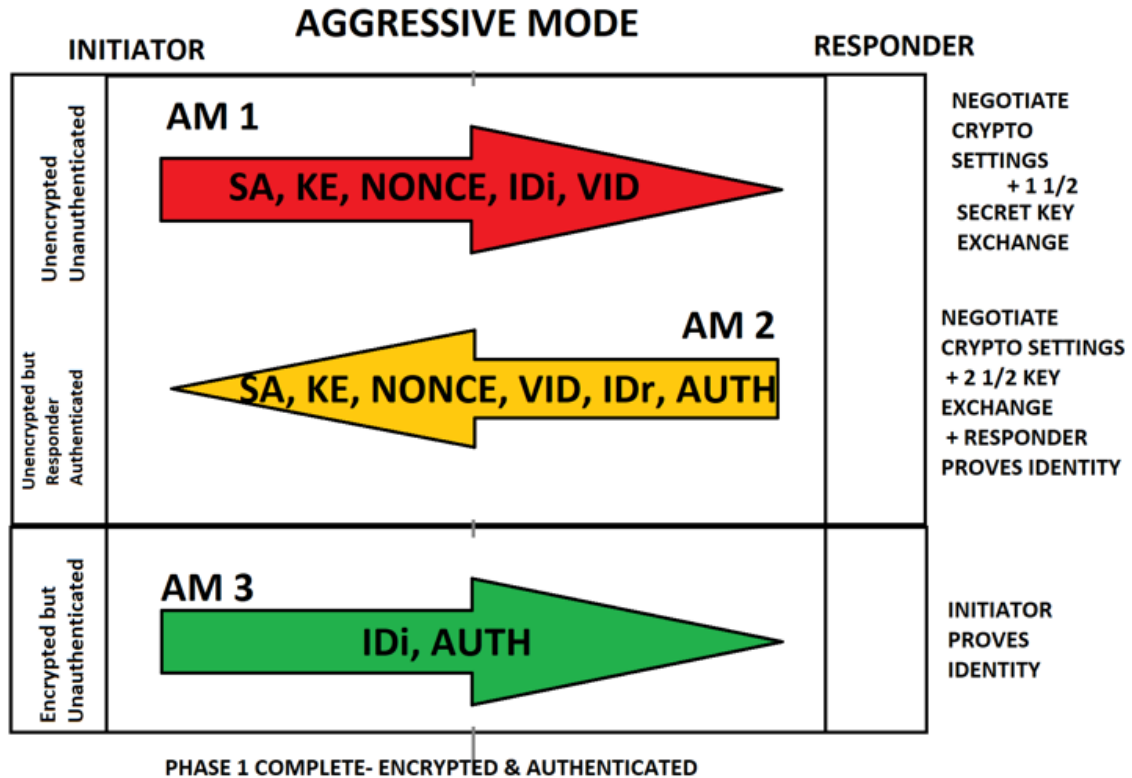 AGGRESSIVE MODE
INITIATOR
RESPONDER
Unencrypted
Unanuthenticated
AM 1
SA, KE, NONCE, IDi, VID
NEGOTIATE
CRYPTO
SETTINGS
+ 1 1/2
SECRET KEY
EXCHANGE
Unencrypted but
Responder
Authenticated
AM 2
SA, KE, NONCE, VID, IDr, AUTH
NEGOTIATE
CRYPTO SETTINGS
+ 2 1/2 KEY
EXCHANGE
+ RESPONDER
PROVES IDENTITY
Encrypted but
Unauthenticated
AM 3
IDi, AUTH
INITIATOR
PROVES
IDENTITY
PHASE 1 COMPLETE- ENCRYPTED & AUTHENTICATED